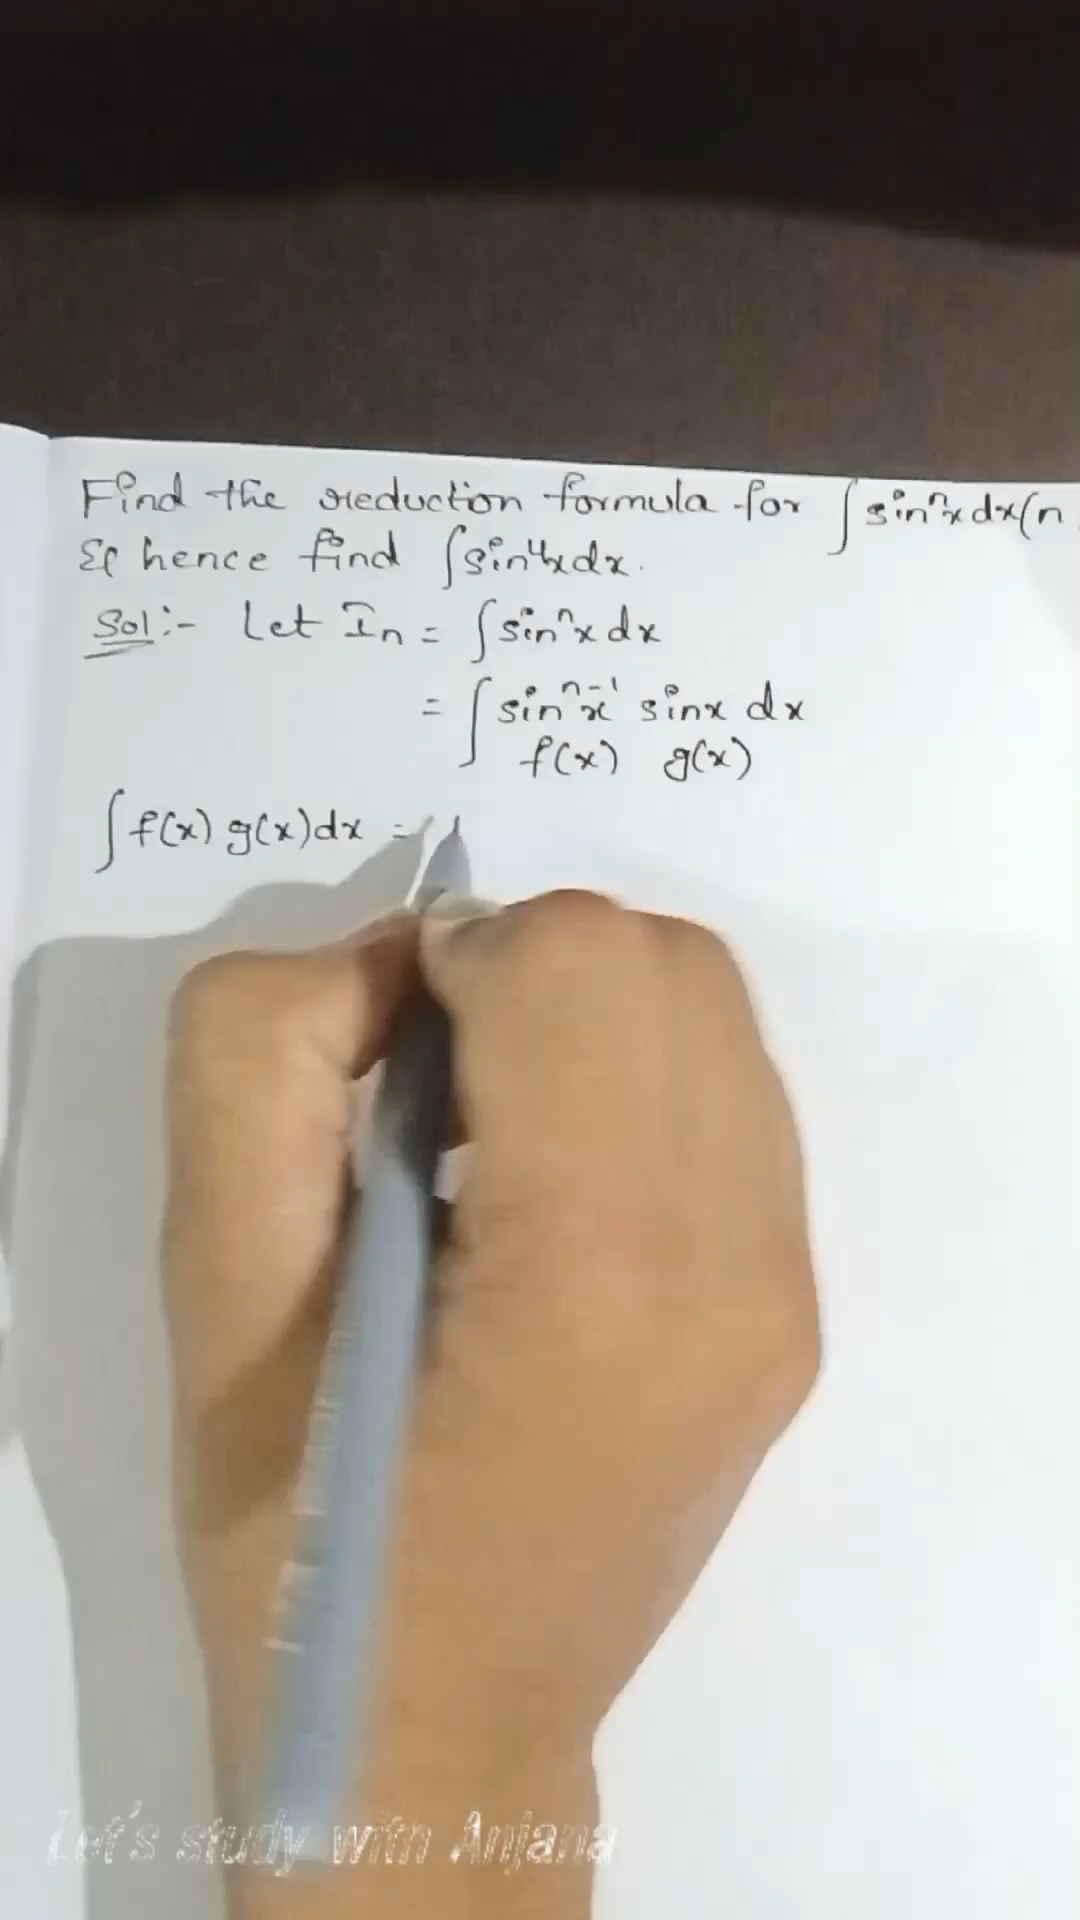 Find the reduction formula for ∫ sinⁿx dx (n
& hence find ∫ sin⁴x dx.
Sol:- Let Iₙ = ∫ sinⁿx dx
= ∫ sinⁿ⁻¹x sinx dx
f(x) g(x)
∫ f(x) g(x) dx =
Let's study with Anjana